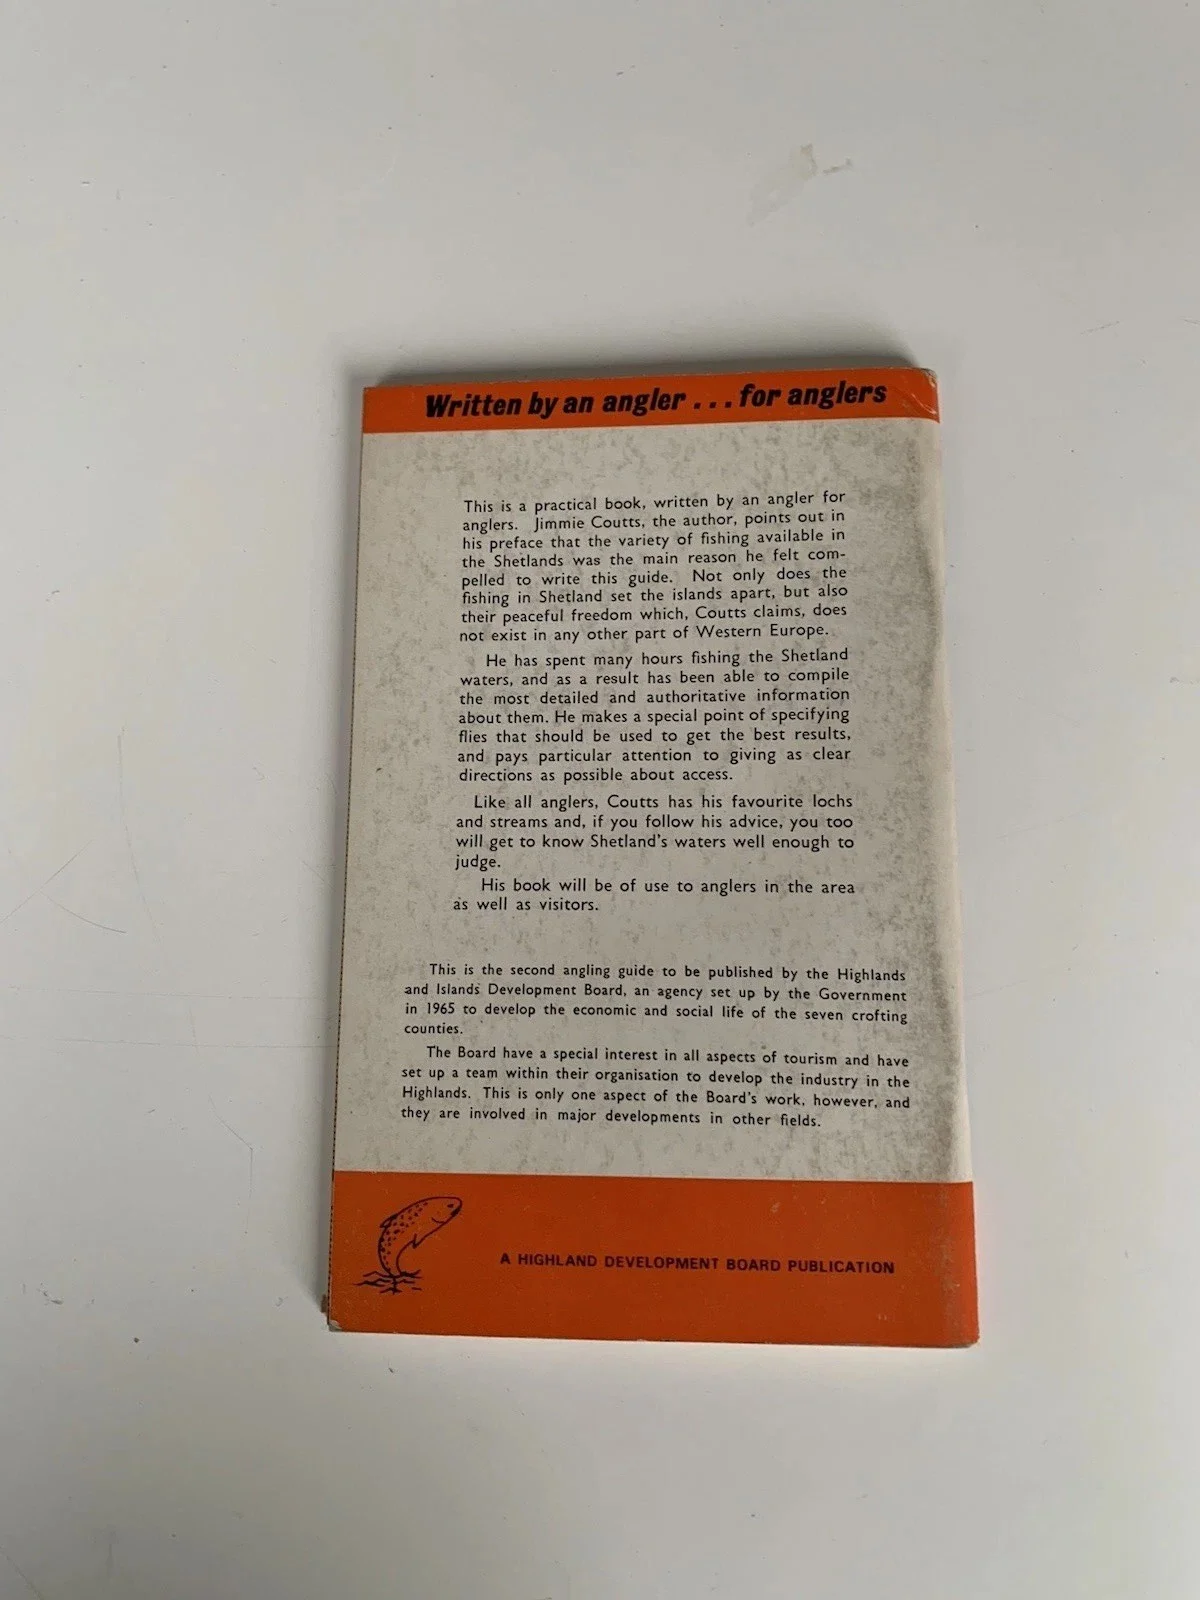 Written by an angler . . . for anglers
This is a practical book, written by an angler for
anglers. Jimmie Coutts, the author, points out in
his preface that the variety of fishing available in
the Shetlands was the main reason he felt com-
pelled to write this guide. Not only does the
fishing in Shetland set the islands apart, but also
their peaceful freedom which, Coutts claims, does
not exist in any other part of Western Europe.
He has spent many hours fishing the Shetland
waters, and as a result has been able to compile
the most detailed and authoritative information
about them. He makes a special point of specifying
flies that should be used to get the best results,
and pays particular attention to giving as clear
directions as possible about access.
Like all anglers, Coutts has his favourite lochs
and streams and, if you follow his advice, you too
will get to know Shetland's waters well enough to
judge.
His book will be of use to anglers in the area
as well as visitors.
This is the second angling guide to be published by the Highlands
and Islands Development Board, an agency set up by the Government
in 1965 to develop the economic and social life of the seven crofting
counties.
The Board have a special interest in all aspects of tourism and have
set up a team within their organisation to develop the industry in the
Highlands. This is only one aspect of the Board's work, however, and
they are involved in major developments in other fields.
A HIGHLAND DEVELOPMENT BOARD PUBLICATION